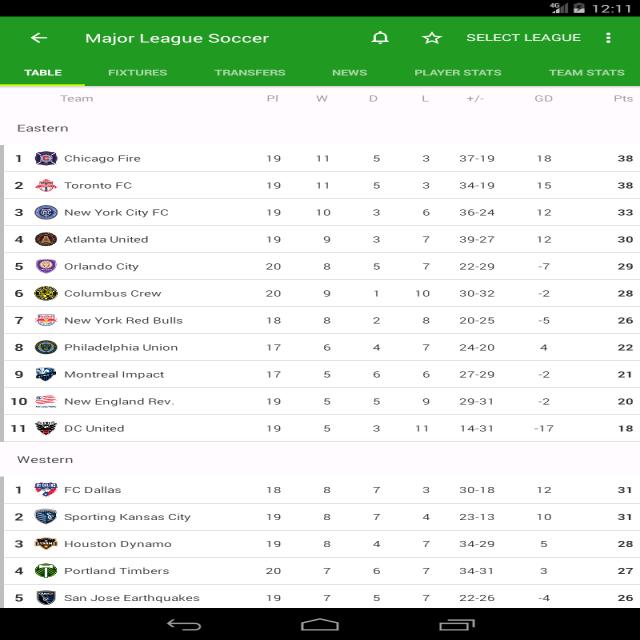 4G 12:11
Major League Soccer SELECT LEAGUE
TABLE FIXTURES TRANSFERS NEWS PLAYER STATS TEAM STATS
Team Pl W D L +/- GD Pts
Eastern
1 Chicago Fire 19 11 5 3 37-19 18 38
2 Toronto FC 19 11 5 3 34-19 15 38
3 New York City FC 19 10 3 6 36-24 12 33
4 Atlanta United 19 9 3 7 39-27 12 30
5 Orlando City 20 8 5 7 22-29 -7 29
6 Columbus Crew 20 9 1 10 30-32 -2 28
7 New York Red Bulls 18 8 2 8 20-25 -5 26
8 Philadelphia Union 17 6 4 7 24-20 4 22
9 Montreal Impact 17 5 6 6 27-29 -2 21
10 New England Rev. 19 5 5 9 29-31 -2 20
11 DC United 19 5 3 11 14-31 -17 18
Western
1 FC Dallas 18 8 7 3 30-18 12 31
2 Sporting Kansas City 19 8 7 4 23-13 10 31
3 Houston Dynamo 19 8 4 7 34-29 5 28
4 Portland Timbers 20 7 6 7 34-31 3 27
5 San Jose Earthquakes 19 7 5 7 22-26 -4 26